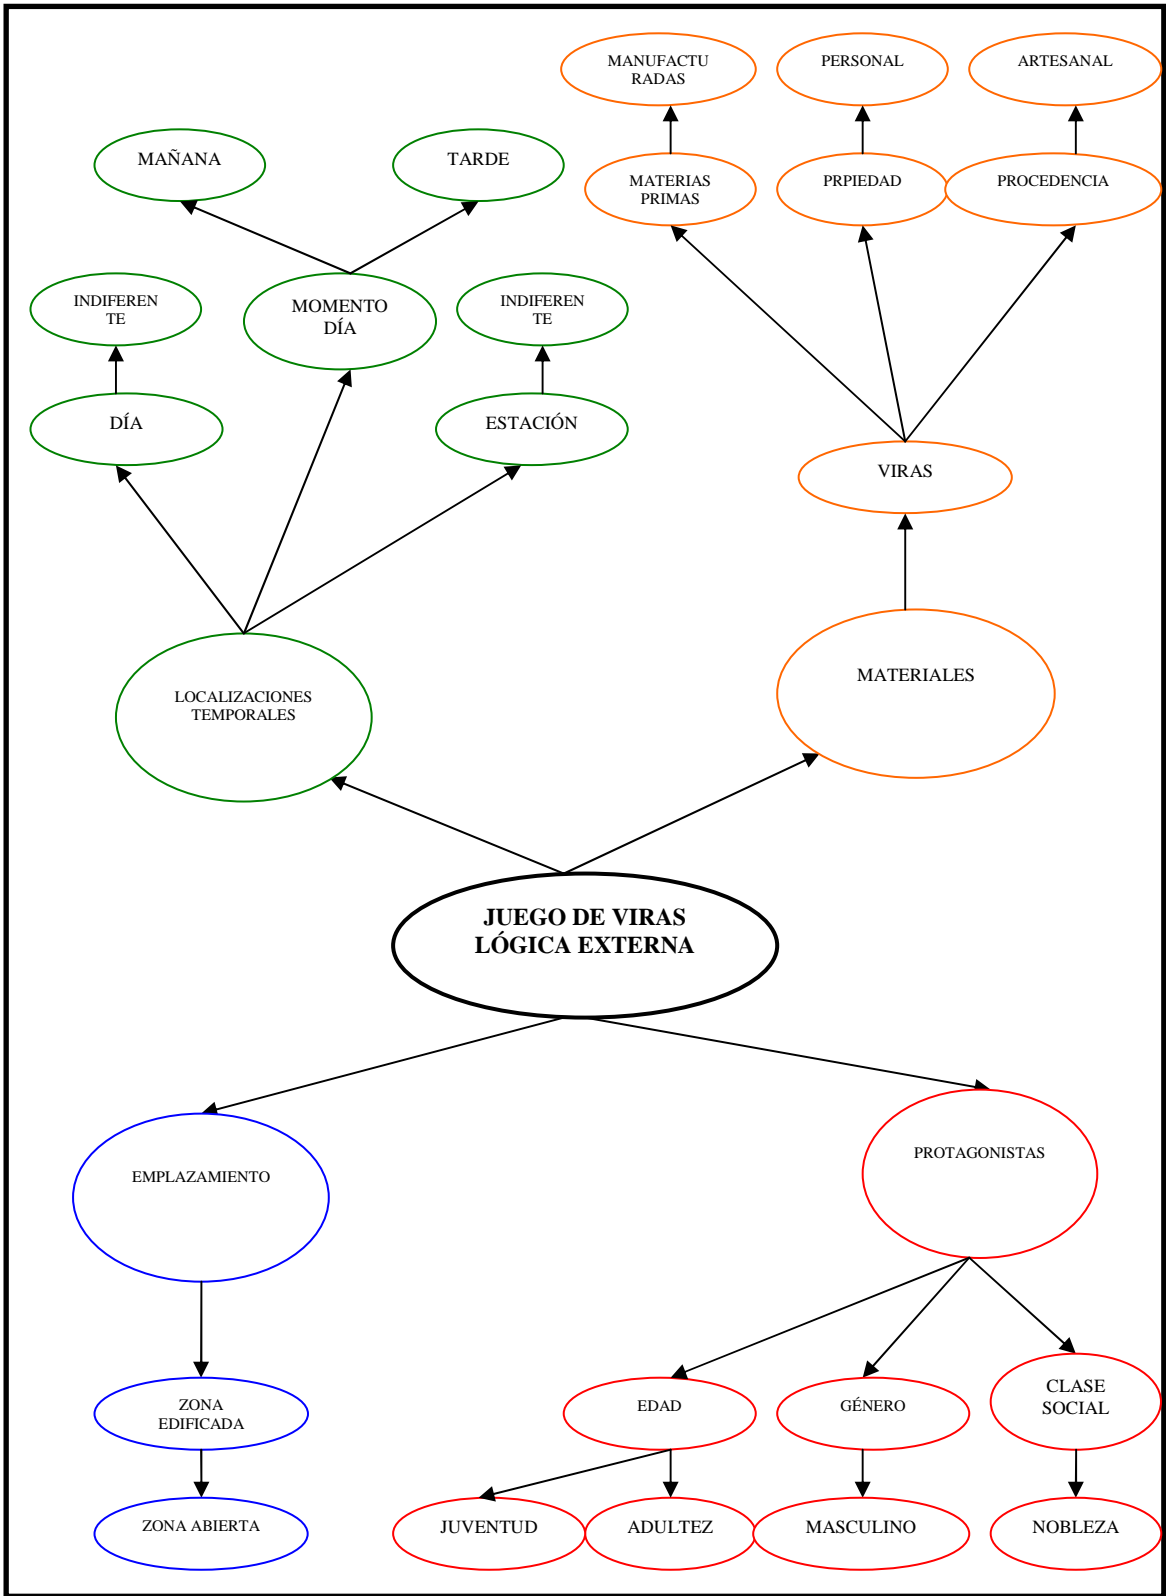 MANUFACTU
RADAS
PERSONAL
ARTESANAL
MAÑANA
TARDE
MATERIAS
PRIMAS
PRPIEDAD
PROCEDENCIA
INDIFEREN
TE
MOMENTO
DÍA
INDIFEREN
TE
DÍA
ESTACIÓN
VIRAS
LOCALIZACIONES
TEMPORALES
MATERIALES
JUEGO DE VIRAS
LÓGICA EXTERNA
EMPLAZAMIENTO
PROTAGONISTAS
ZONA
EDIFICADA
EDAD
GÉNERO
CLASE
SOCIAL
ZONA ABIERTA
JUVENTUD
ADULTEZ
MASCULINO
NOBLEZA